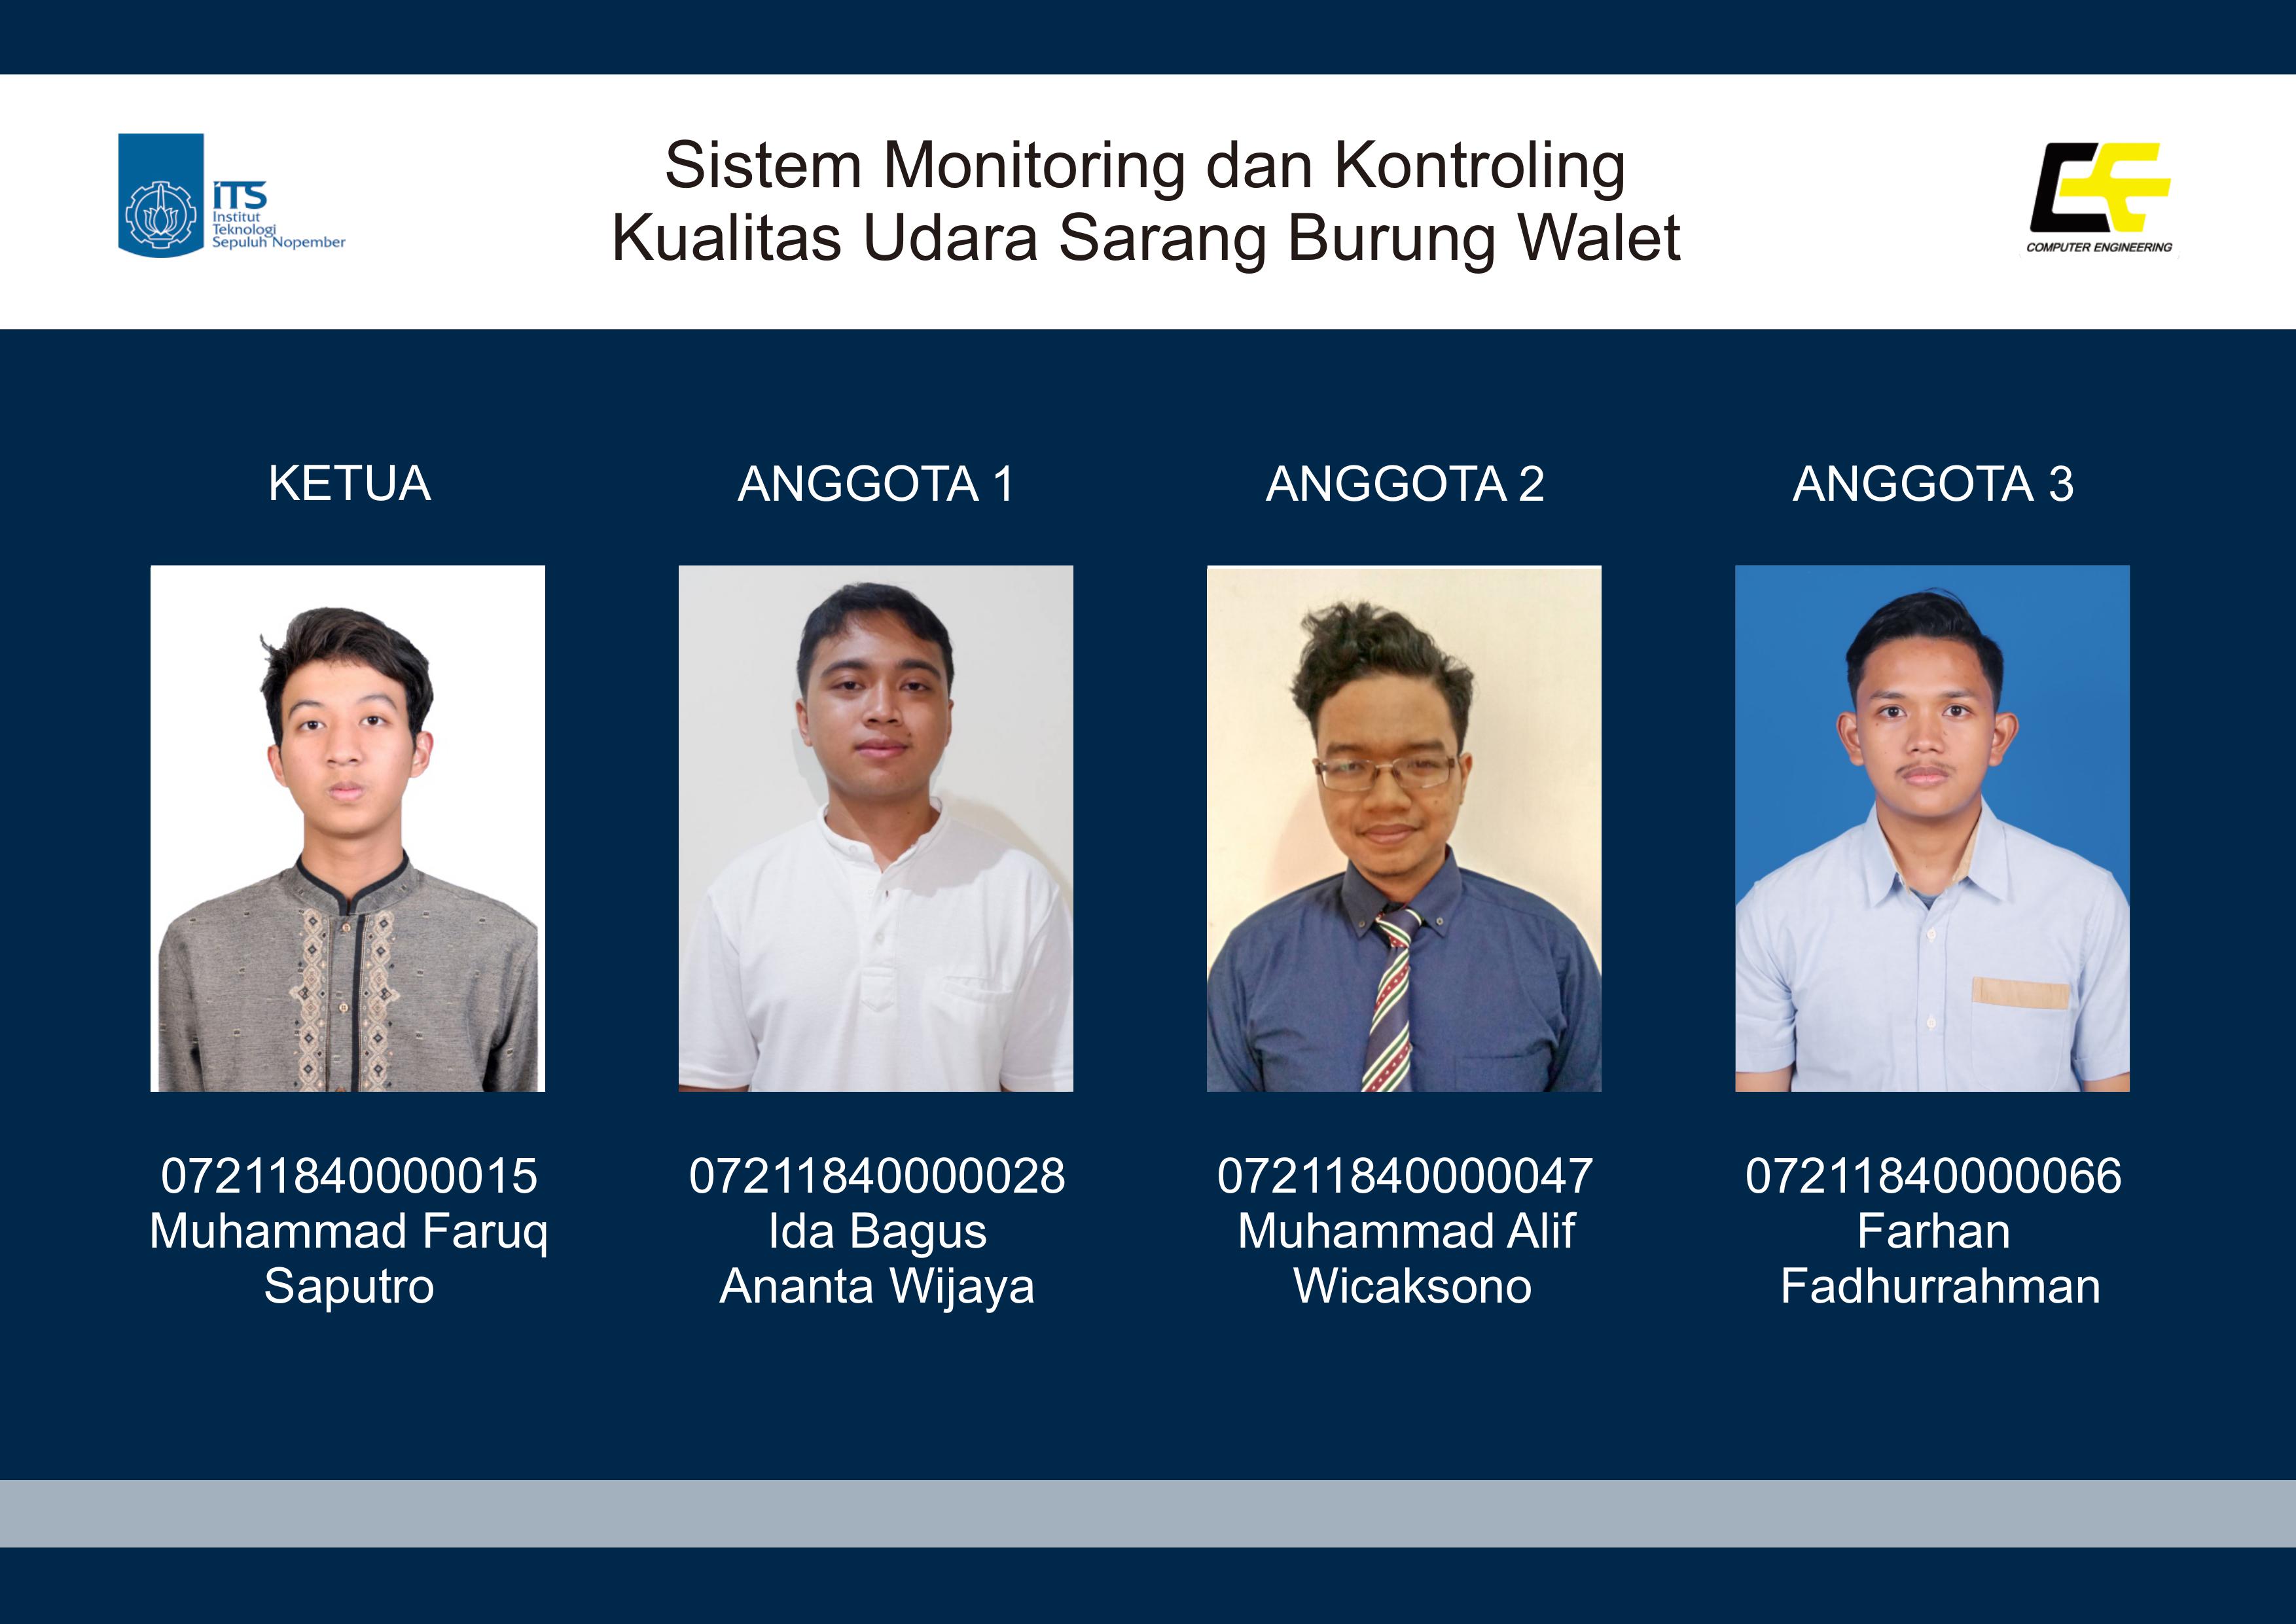 ITS
Institut
Teknologi
Sepuluh Nopember
Sistem Monitoring dan Kontroling
Kualitas Udara Sarang Burung Walet
CE
COMPUTER ENGINEERING
KETUA
ANGGOTA 1
ANGGOTA 2
ANGGOTA 3
07211840000015
Muhammad Faruq
Saputro
07211840000028
Ida Bagus
Ananta Wijaya
07211840000047
Muhammad Alif
Wicaksono
07211840000066
Farhan
Fadhurrahman